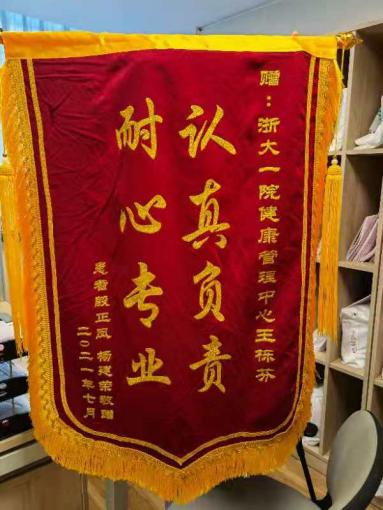 赠：浙大一院健康管理中心王栋芬
认真负责
耐心专业
患者殷正凤 杨建荣敬赠
二〇二一年七月